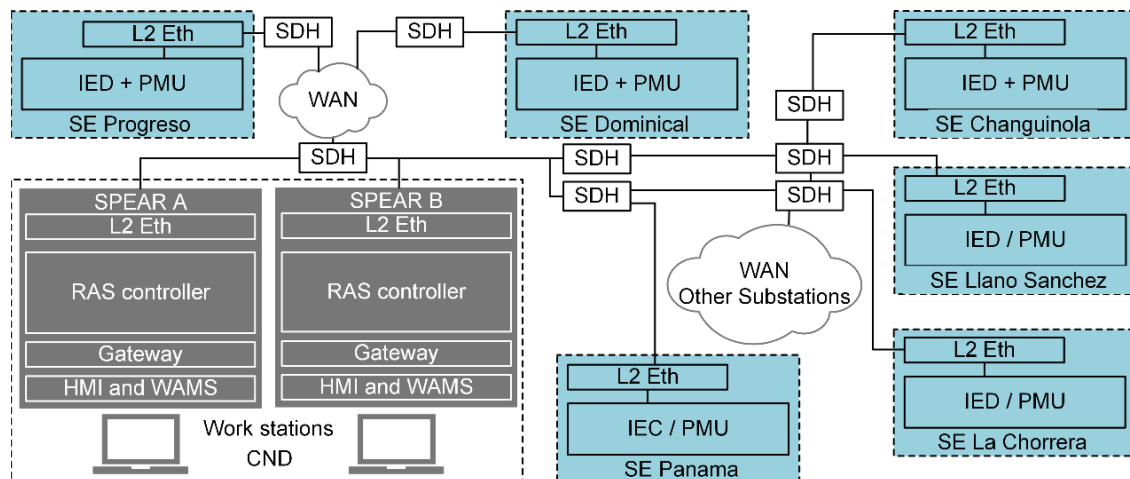 L2 Eth
SDH
IED + PMU
SE Progreso
WAN
SDH
L2 Eth
IED + PMU
SE Dominical
L2 Eth
IED + PMU
SE Changuinola
SDH
SDH
SDH
SDH
SDH
SDH
L2 Eth
IED / PMU
SE Llano Sanchez
SPEAR A
L2 Eth
RAS controller
Gateway
HMI and WAMS
SPEAR B
L2 Eth
RAS controller
Gateway
HMI and WAMS
Work stations
CND
WAN
Other Substations
L2 Eth
IEC / PMU
SE Panama
L2 Eth
IED / PMU
SE La Chorrera